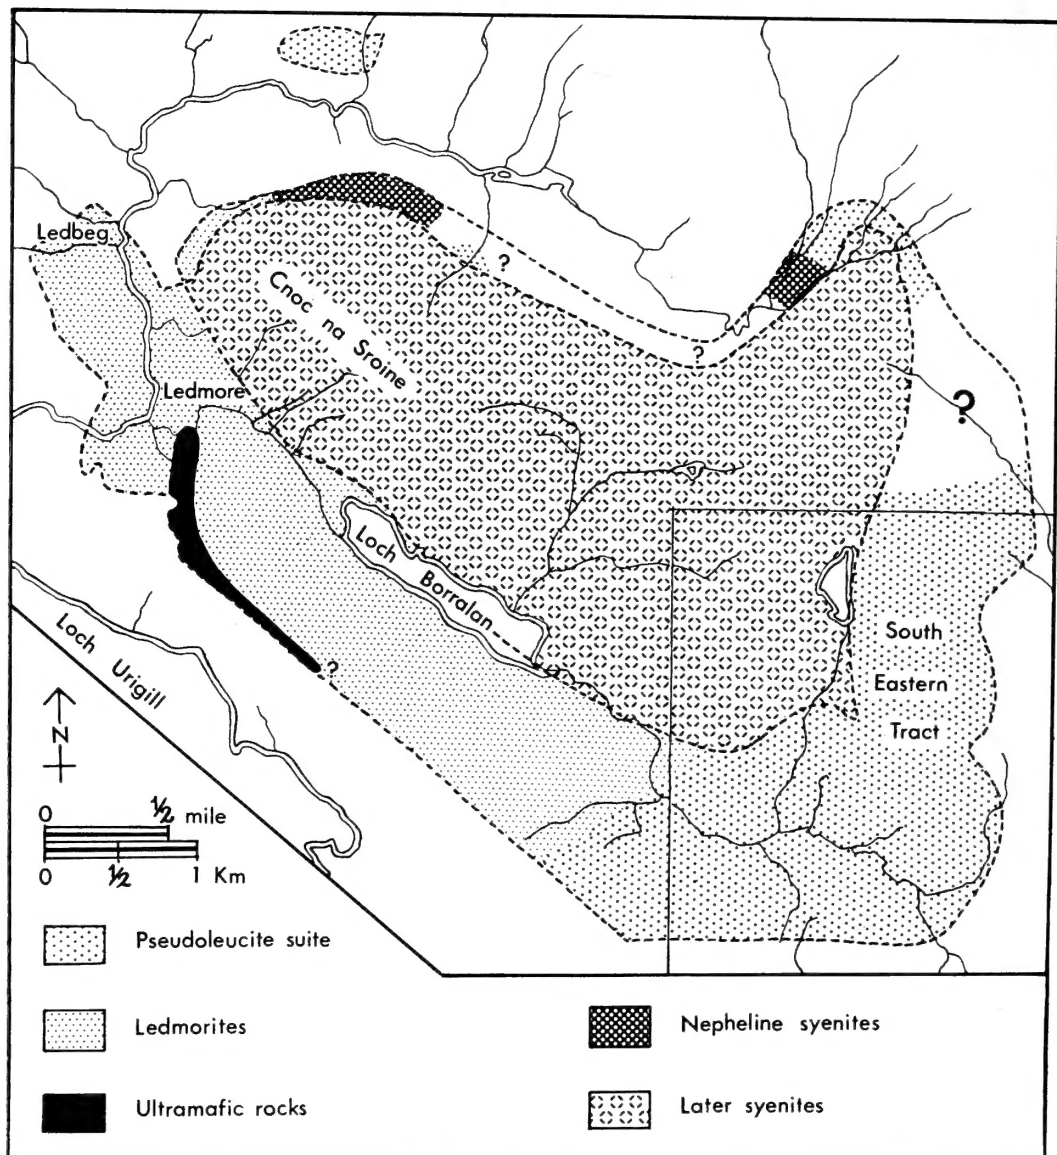 Ledbeg
?
Cnoc na Sroine
?
?
Ledmore
Loch Borralan
South
Eastern
Tract
Loch Urigill
?
N
0 ½ mile
0 ½ 1 Km
Pseudoleucite suite
Ledmorites
Ultramafic rocks
Nepheline syenites
Later syenites